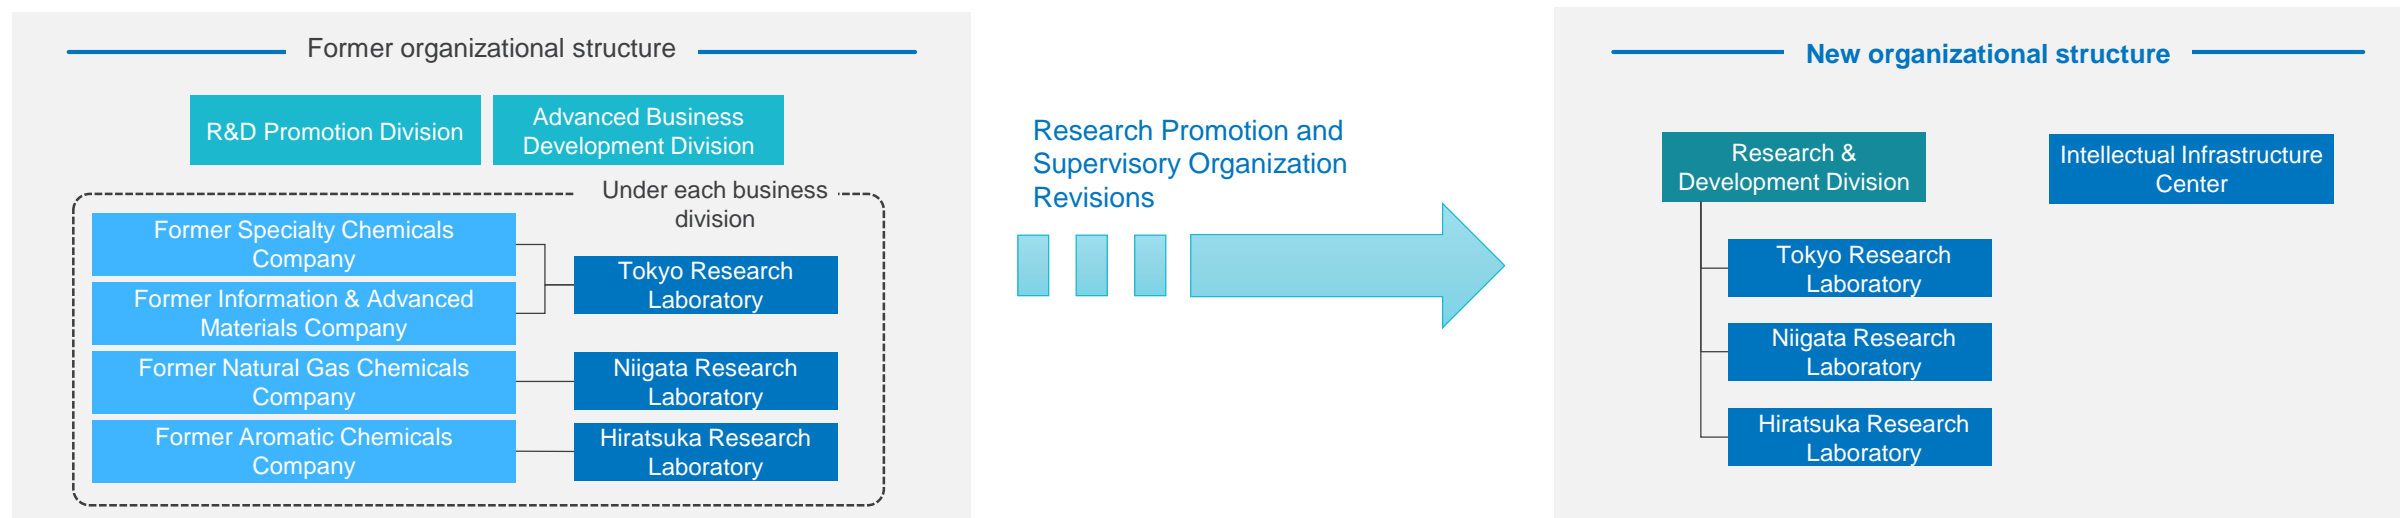 Former organizational structure
R&D Promotion Division
Advanced Business
Development Division
Under each business
division
Former Specialty Chemicals
Company
Former Information & Advanced
Materials Company
Tokyo Research
Laboratory
Former Natural Gas Chemicals
Company
Niigata Research
Laboratory
Former Aromatic Chemicals
Company
Hiratsuka Research
Laboratory
Research Promotion and
Supervisory Organization
Revisions
New organizational structure
Research &
Development Division
Intellectual Infrastructure
Center
Tokyo Research
Laboratory
Niigata Research
Laboratory
Hiratsuka Research
Laboratory